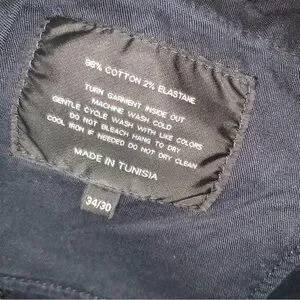 98% COTTON 2% ELASTANE
TURN GARMENT INSIDE OUT
MACHINE WASH COLD
GENTLE CYCLE WASH WITH LIKE COLORS
DO NOT BLEACH HANG TO DRY
COOL IRON IF NEEDED DO NOT DRY CLEAN
MADE IN TUNISIA
34/30